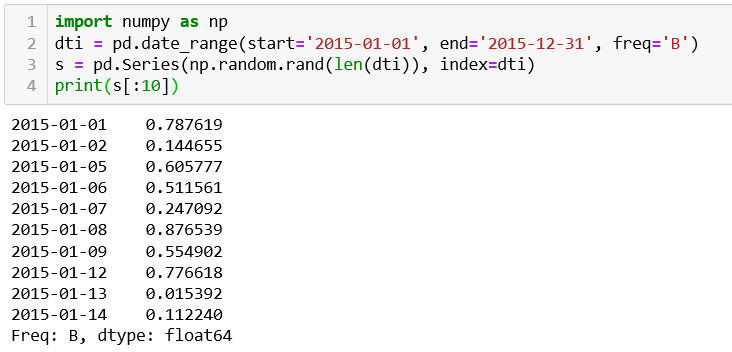 1 import numpy as np
2 dti = pd.date_range(start='2015-01-01', end='2015-12-31', freq='B')
3 s = pd.Series(np.random.rand(len(dti)), index=dti)
4 print(s[:10])
2015-01-01    0.787619
2015-01-02    0.144655
2015-01-05    0.605777
2015-01-06    0.511561
2015-01-07    0.247092
2015-01-08    0.876539
2015-01-09    0.554902
2015-01-12    0.776618
2015-01-13    0.015392
2015-01-14    0.112240
Freq: B, dtype: float64